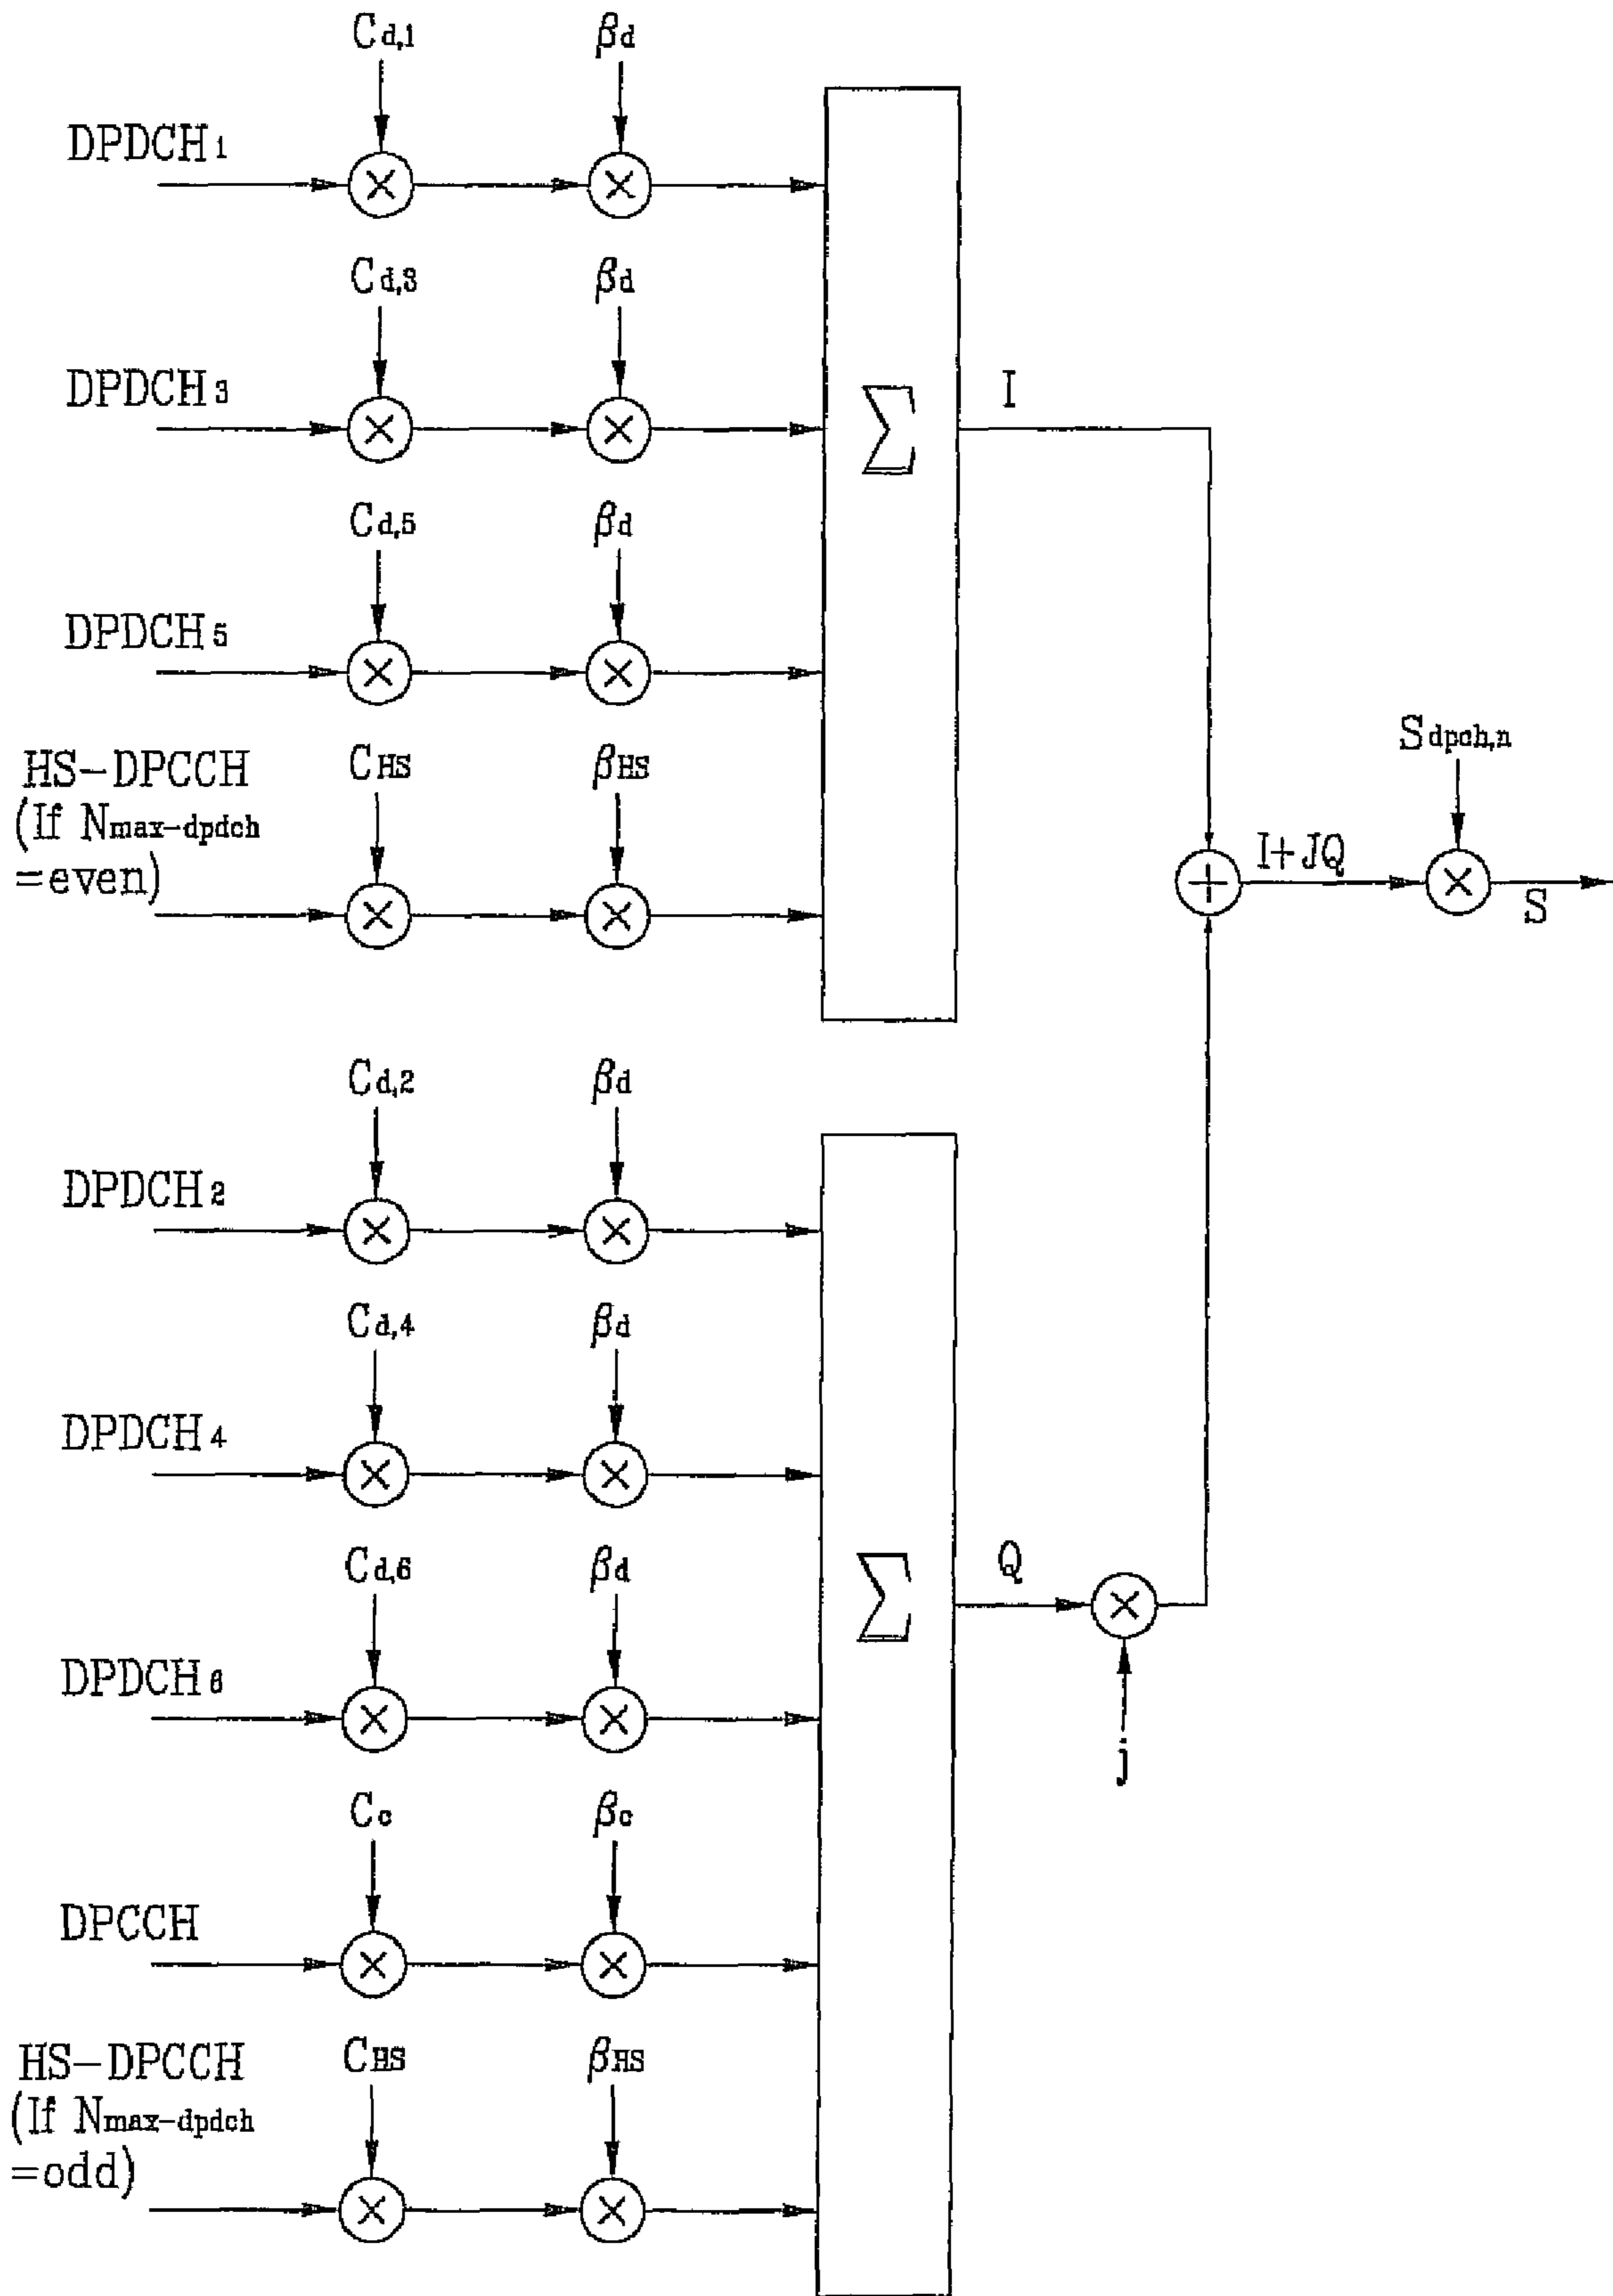 Cd,1 βd
DPDCH1
Cd,3 βd
DPDCH3
Σ I
Cd,5 βd
DPDCH5
CHS βHS
HS-DPCCH
(If Nmax-dpdch
=even)
Sdpch,n
I+JQ
S
Cd,2 βd
DPDCH2
Cd,4 βd
DPDCH4
Cd,6 βd
Σ Q
DPDCH6
j
Cc βc
DPCCH
CHS βHS
HS-DPCCH
(If Nmax-dpdch
=odd)